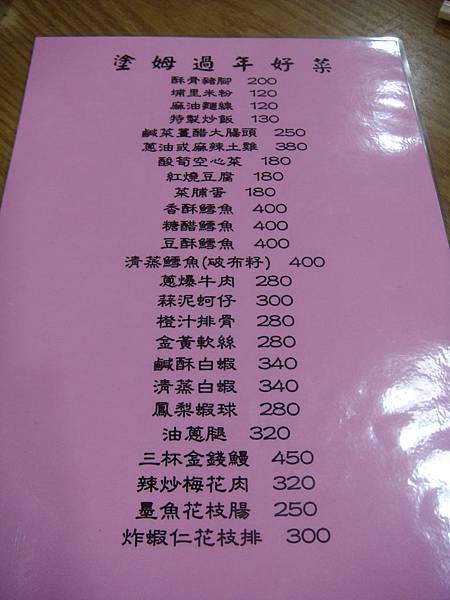 塗姆過年好菜
酥骨豬腳 200
埔里米粉 120
麻油麵線 120
特製炒飯 130
鹹菜薑醋大腸頭 250
蔥油或麻辣土雞 380
酸荀空心菜 180
紅燒豆腐 180
菜脯蛋 180
香酥鱈魚 400
糖醋鱈魚 400
豆酥鱈魚 400
清蒸鱈魚(破布籽) 400
蔥爆牛肉 280
蒜泥蚵仔 300
橙汁排骨 280
金黃軟絲 280
鹹酥白蝦 340
清蒸白蝦 340
鳳梨蝦球 280
油蔥腿 320
三杯金錢鰻 450
辣炒梅花肉 320
墨魚花枝腸 250
炸蝦仁花枝排 300